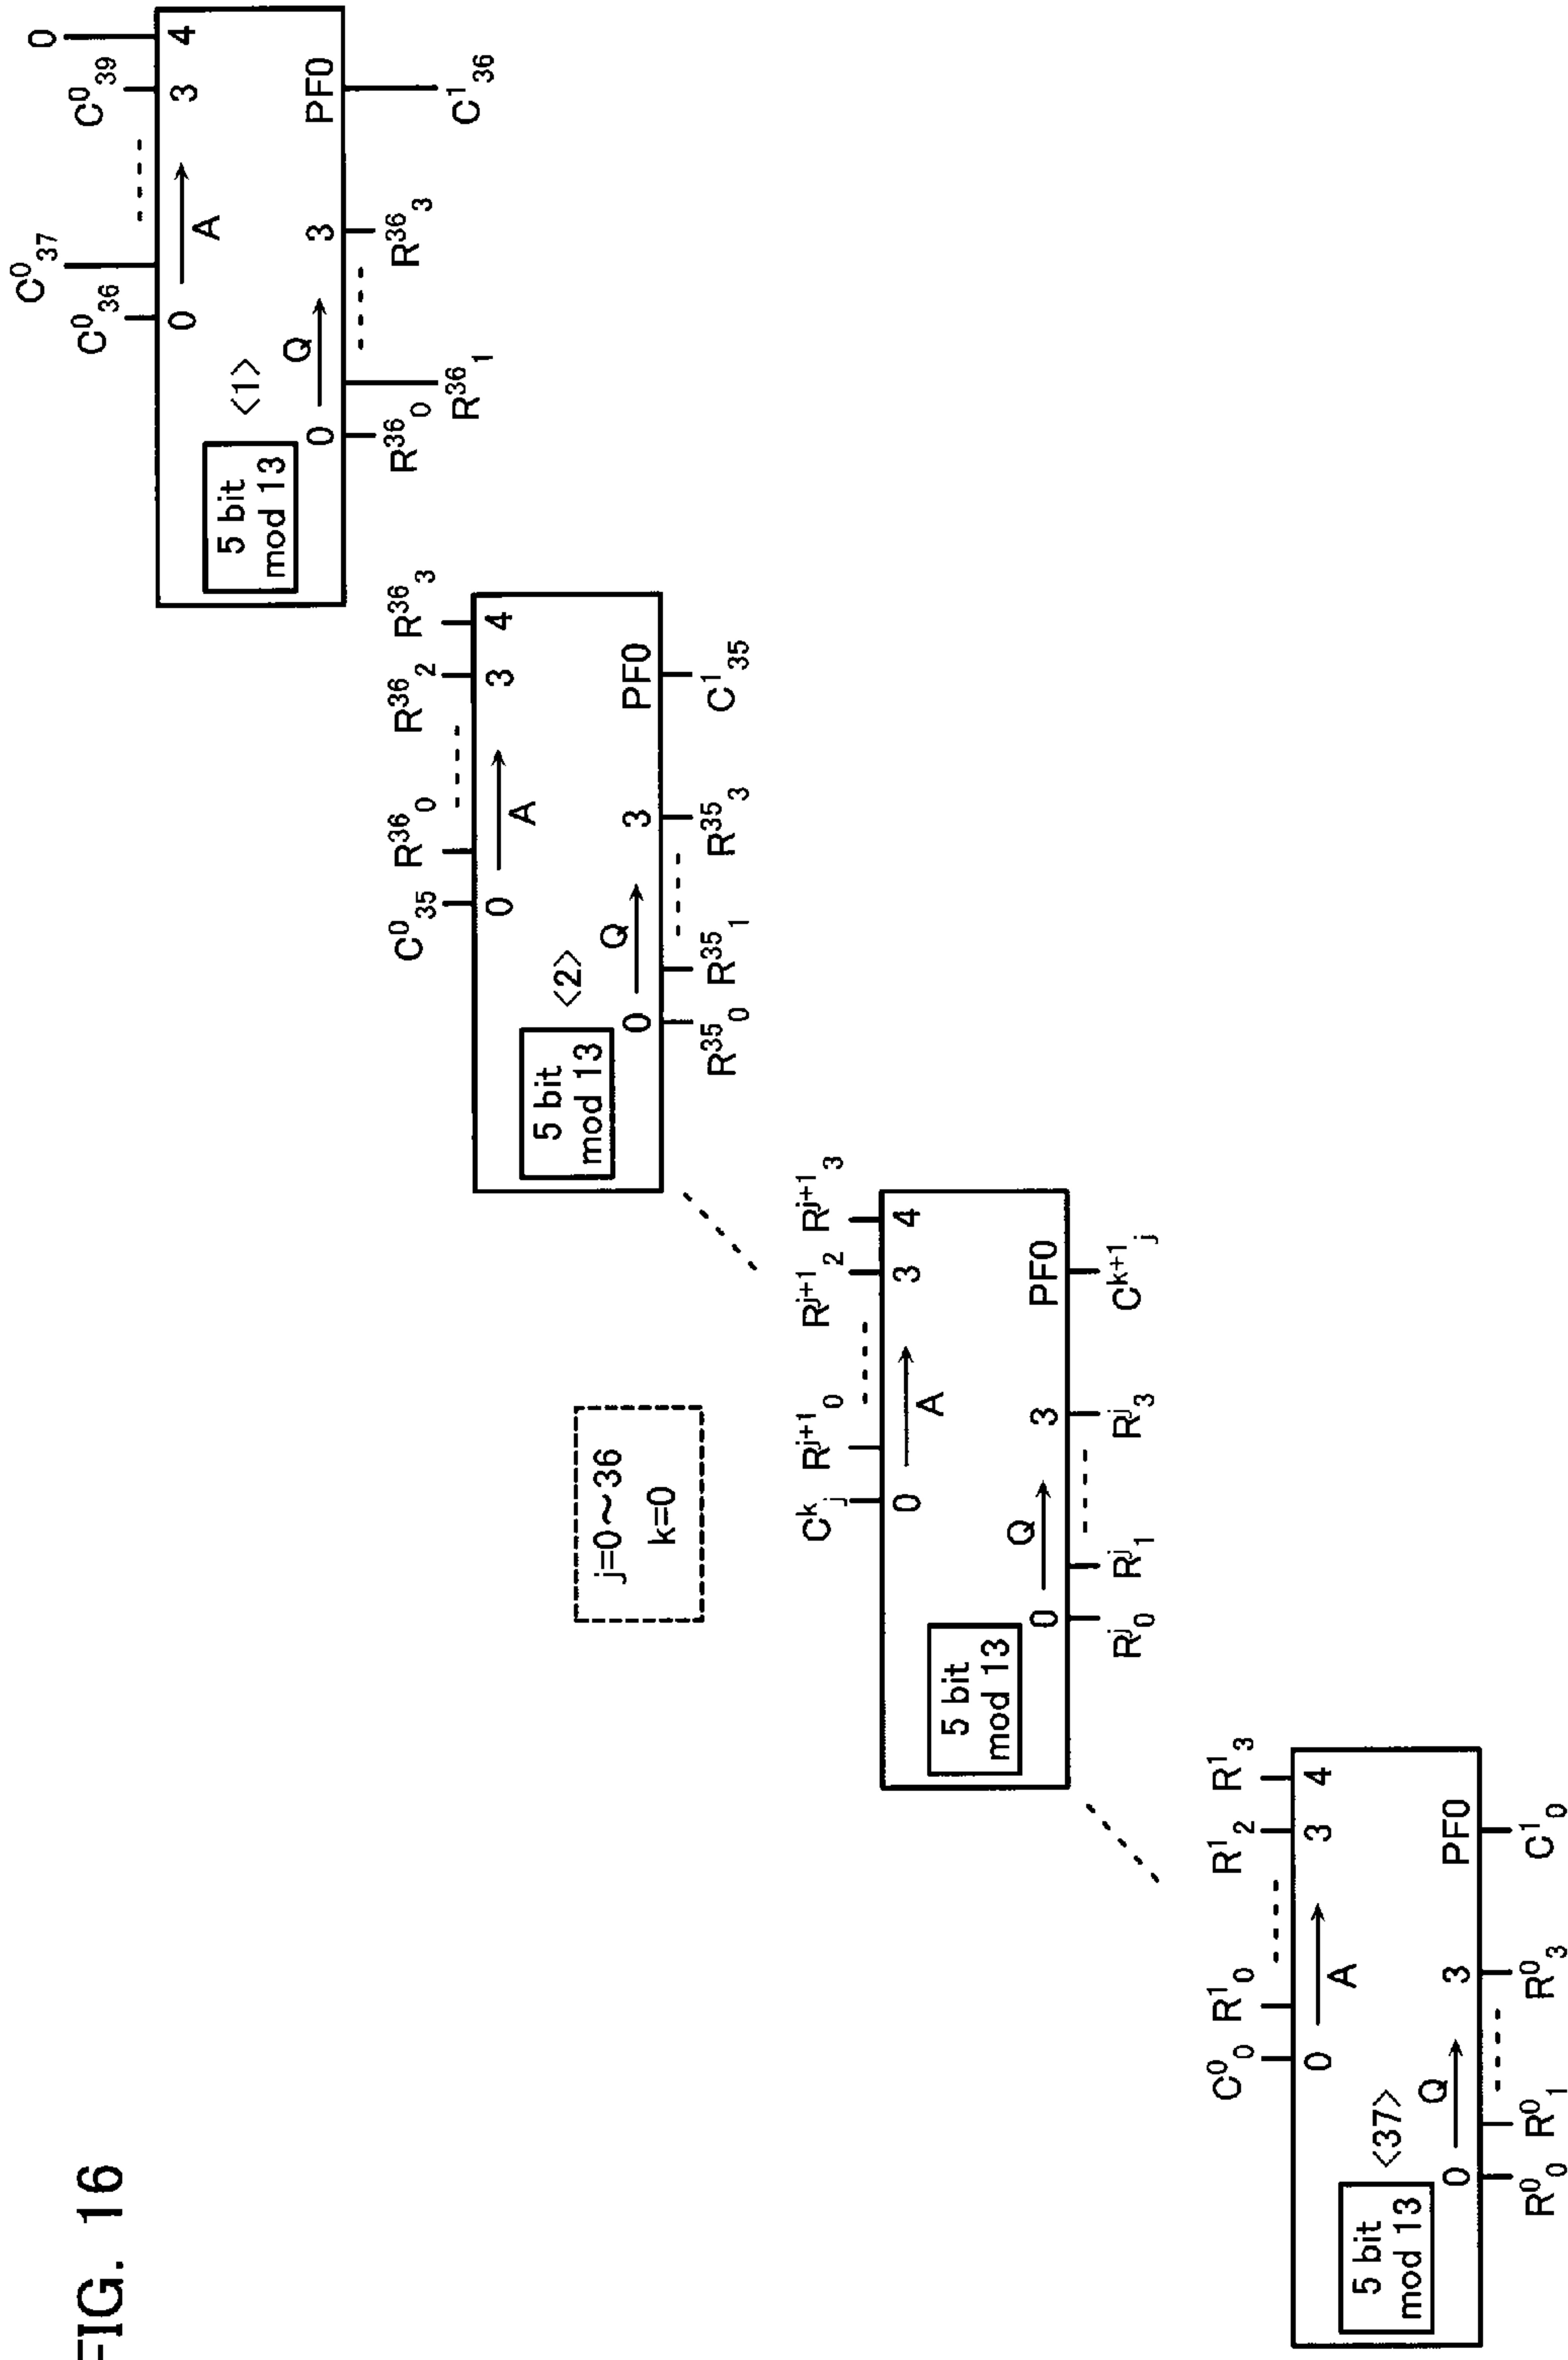 FIG. 16
C⁰₃₆ C⁰₃₇ C⁰₃₉ 0
0 A 3 4
5 bit
mod 13
<1>
0 Q 3 PF0
R³⁶₀ R³⁶₁ R³⁶₃ C¹₃₆
C⁰₃₅ R³⁶₀ R³⁶₂ R³⁶₃
0 A 3 4
5 bit
mod 13
<2>
0 Q 3 PF0
R³⁵₀ R³⁵₁ R³⁵₃ C¹₃₅
j=0~36
k=0
Cᵏⱼ Rʲ⁺¹₀ Rʲ⁺¹₂ Rʲ⁺¹₃
0 A 3 4
5 bit
mod 13
0 Q 3 PF0
Rʲ₀ Rʲ₁ Rʲ₃ Cᵏ⁺¹ⱼ
C⁰₀ R¹₀ R¹₂ R¹₃
0 A 3 4
5 bit
mod 13
<37>
0 Q 3 PF0
R⁰₀ R⁰₁ R⁰₃ C¹₀